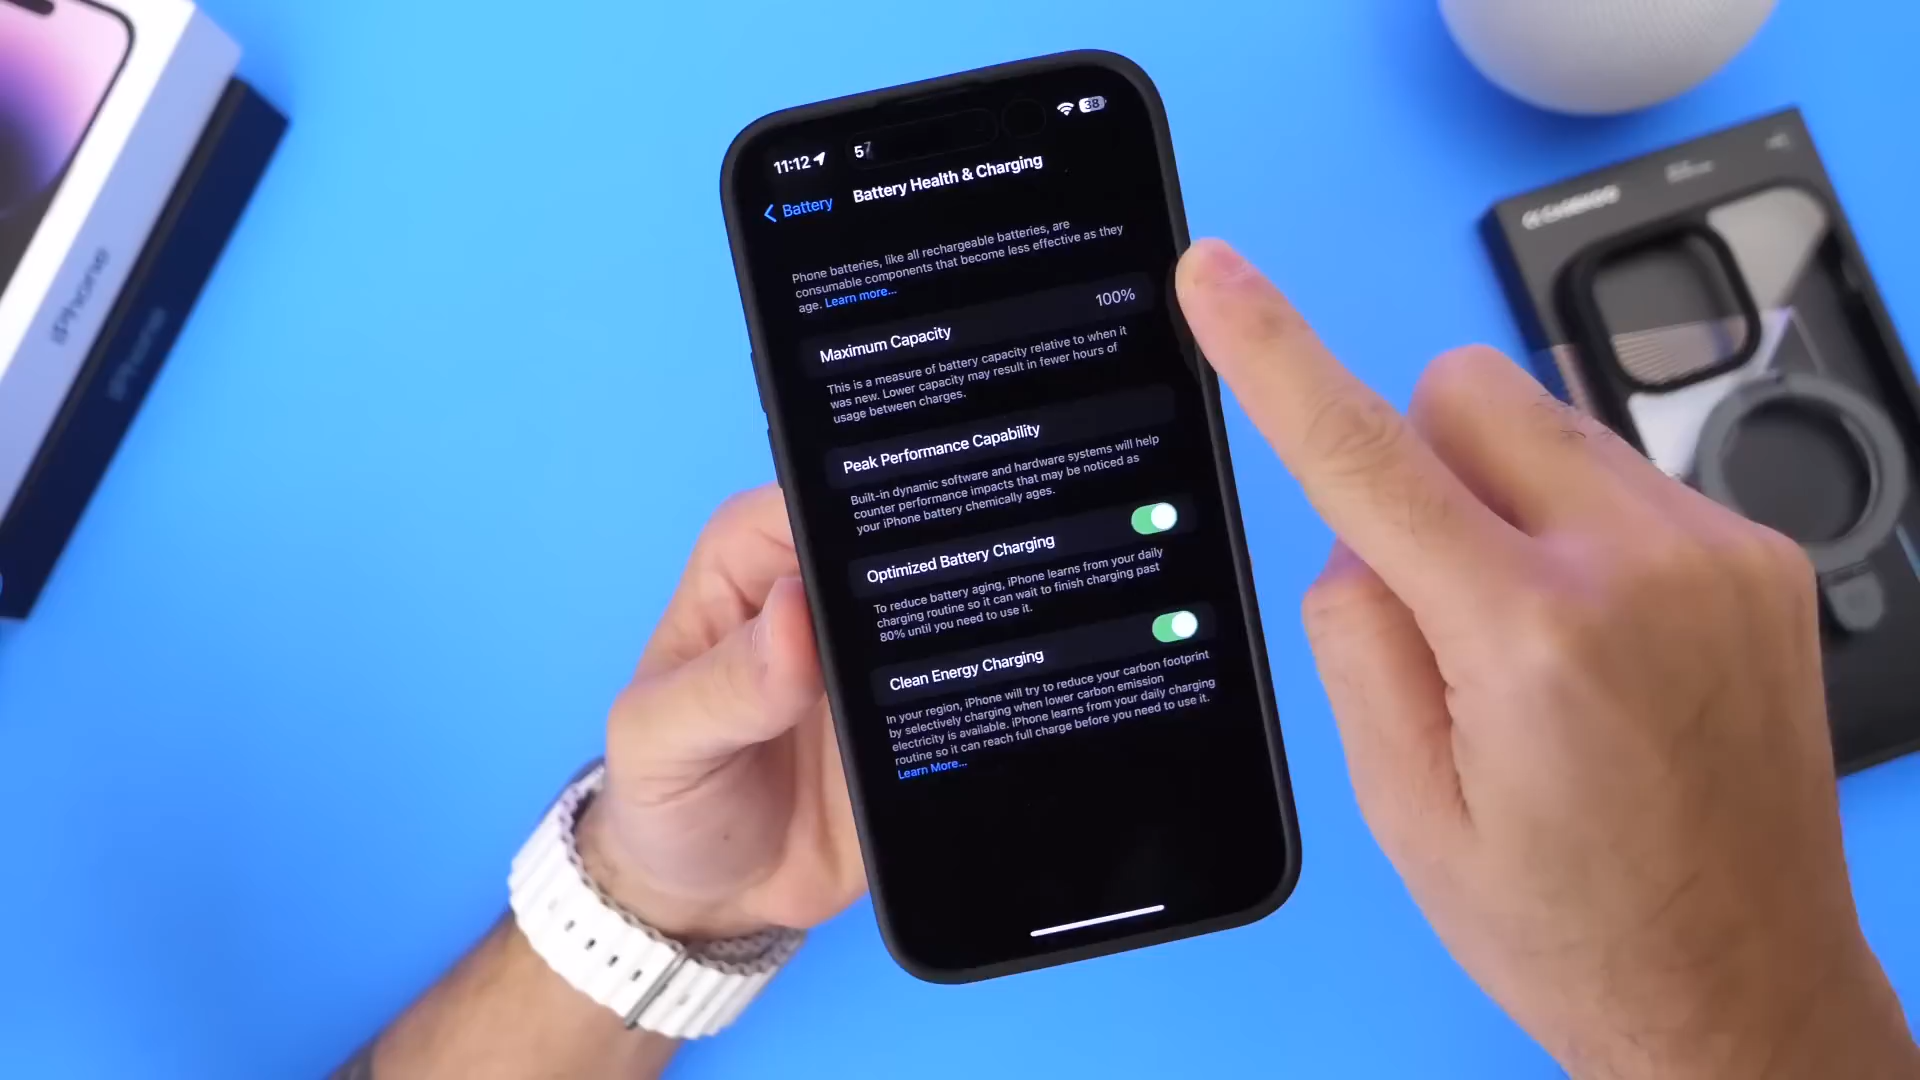 11:12
57
38
Battery
Battery Health & Charging
Phone batteries, like all rechargeable batteries, are
consumable components that become less effective as they
age. Learn more...
Maximum Capacity
100%
This is a measure of battery capacity relative to when it
was new. Lower capacity may result in fewer hours of
usage between charges.
Peak Performance Capability
Built-in dynamic software and hardware systems will help
counter performance impacts that may be noticed as
your iPhone battery chemically ages.
Optimized Battery Charging
To reduce battery aging, iPhone learns from your daily
charging routine so it can wait to finish charging past
80% until you need to use it.
Clean Energy Charging
In your region, iPhone will try to reduce your carbon footprint
by selectively charging when lower carbon emission
electricity is available. iPhone learns from your daily charging
routine so it can reach full charge before you need to use it.
Learn More...
iPhone
iPhone